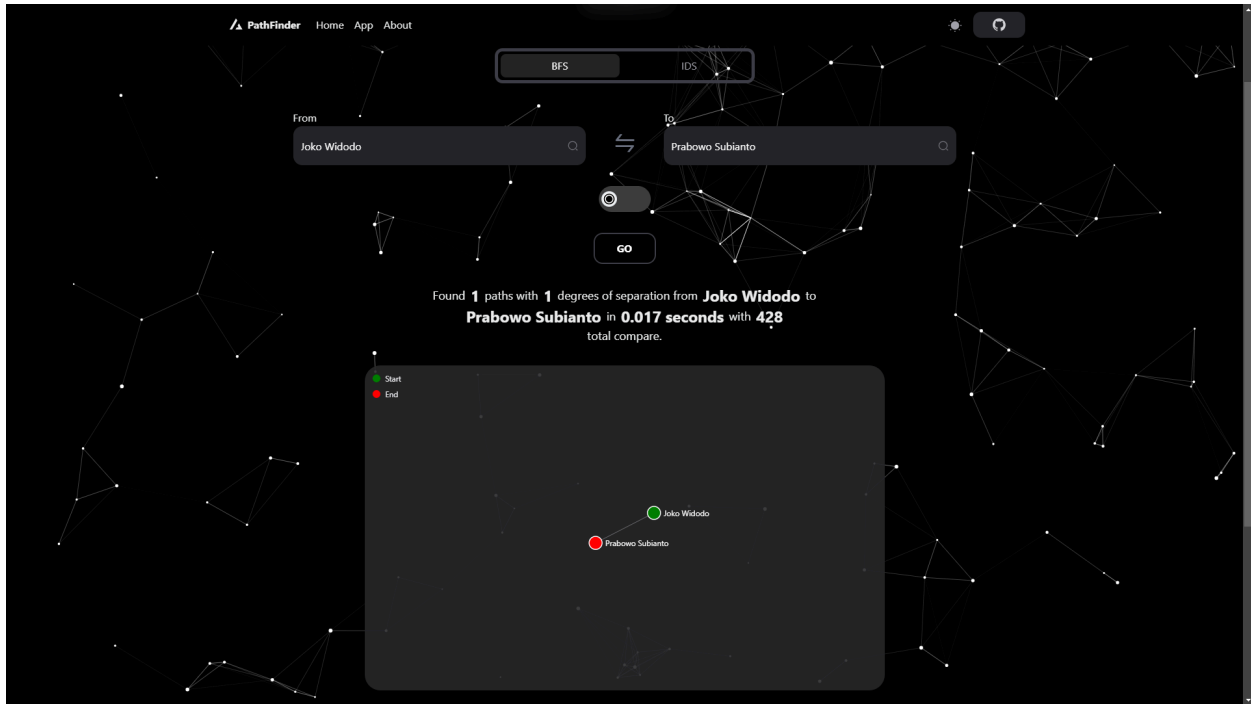 PathFinder Home App About
BFS IDS
From To
Joko Widodo Prabowo Subianto
GO
Found 1 paths with 1 degrees of separation from Joko Widodo to
Prabowo Subianto in 0.017 seconds with 428
total compare.
Start
End
Joko Widodo
Prabowo Subianto